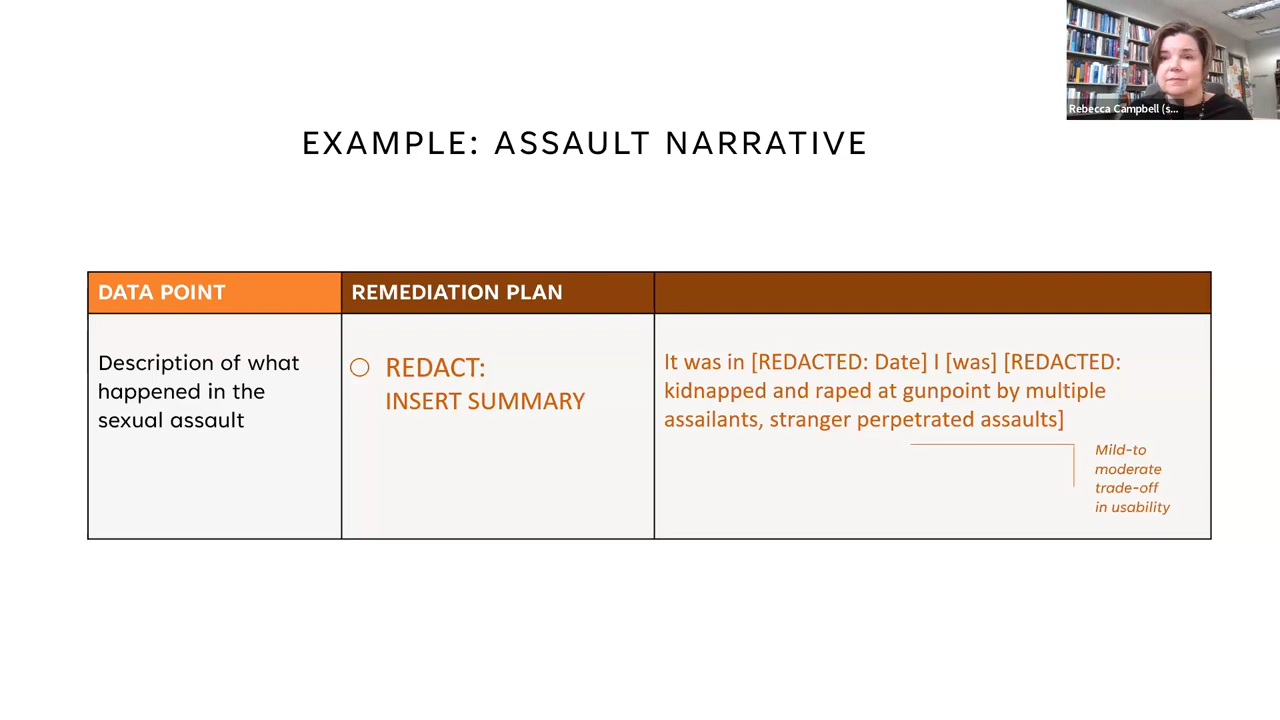 Rebecca Campbell (s...
EXAMPLE: ASSAULT NARRATIVE
DATA POINT
REMEDIATION PLAN
Description of what
happened in the
sexual assault
REDACT:
INSERT SUMMARY
It was in [REDACTED: Date] I [was] [REDACTED:
kidnapped and raped at gunpoint by multiple
assailants, stranger perpetrated assaults]
Mild-to
moderate
trade-off
in usability